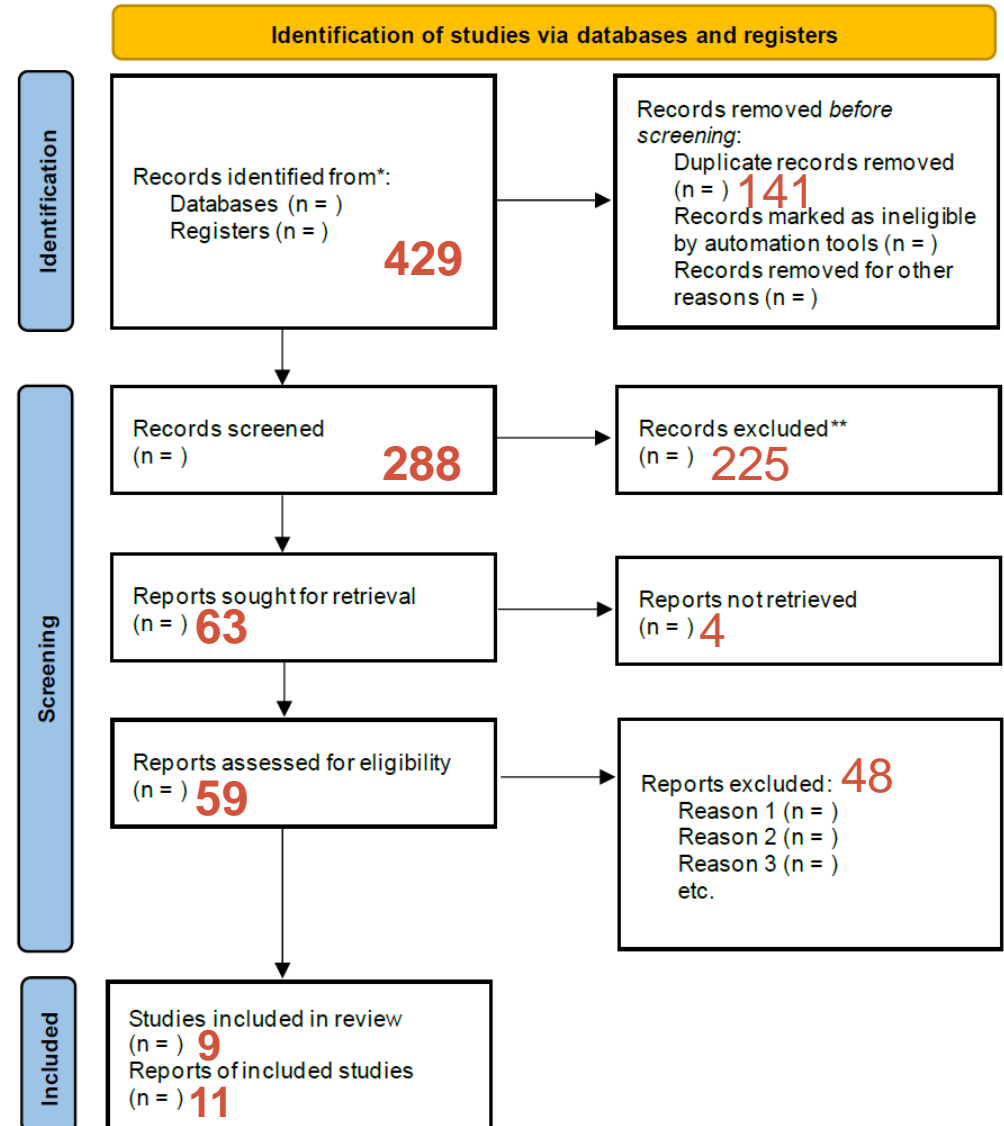 Identification of studies via databases and registers
Identification
Records identified from*:
Databases (n = )
Registers (n = )
429
Records removed before
screening:
Duplicate records removed
(n = ) 141
Records marked as ineligible
by automation tools (n = )
Records removed for other
reasons (n = )
Screening
Records screened
(n = ) 288
Records excluded**
(n = ) 225
Reports sought for retrieval
(n = ) 63
Reports not retrieved
(n = ) 4
Reports assessed for eligibility
(n = ) 59
Reports excluded: 48
Reason 1 (n = )
Reason 2 (n = )
Reason 3 (n = )
etc.
Included
Studies included in review
(n = ) 9
Reports of included studies
(n = ) 11